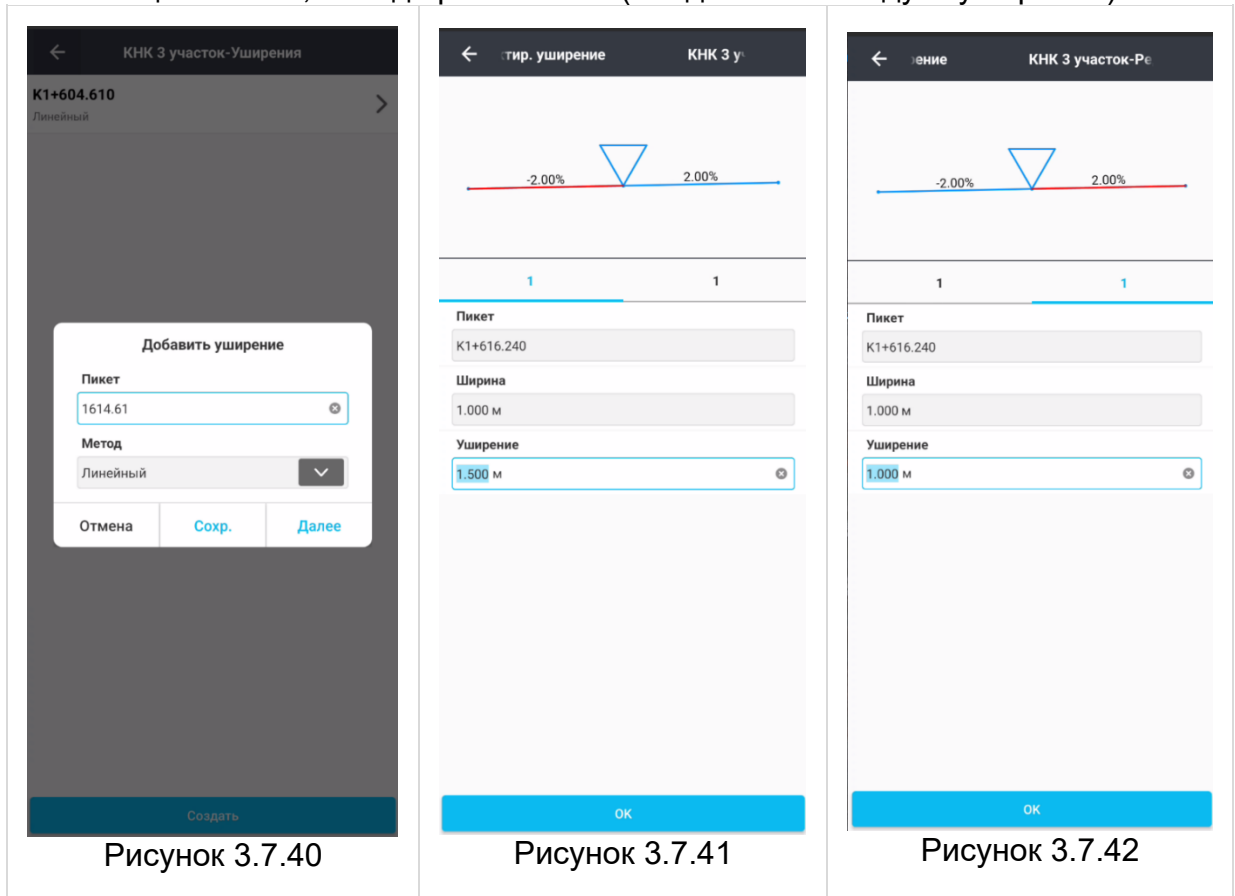 КНК 3 участок-Уширения
K1+604.610
Линейный
Добавить уширение
Пикет
1614.61
Метод
Линейный
Отмена Сохр. Далее
Создать
Рисунок 3.7.40
тир. уширение КНК 3 у
-2.00% 2.00%
1 1
Пикет
K1+616.240
Ширина
1.000 м
Уширение
1.500 м
OK
Рисунок 3.7.41
ение КНК 3 участок-Ре
-2.00% 2.00%
1 1
Пикет
K1+616.240
Ширина
1.000 м
Уширение
1.000 м
OK
Рисунок 3.7.42